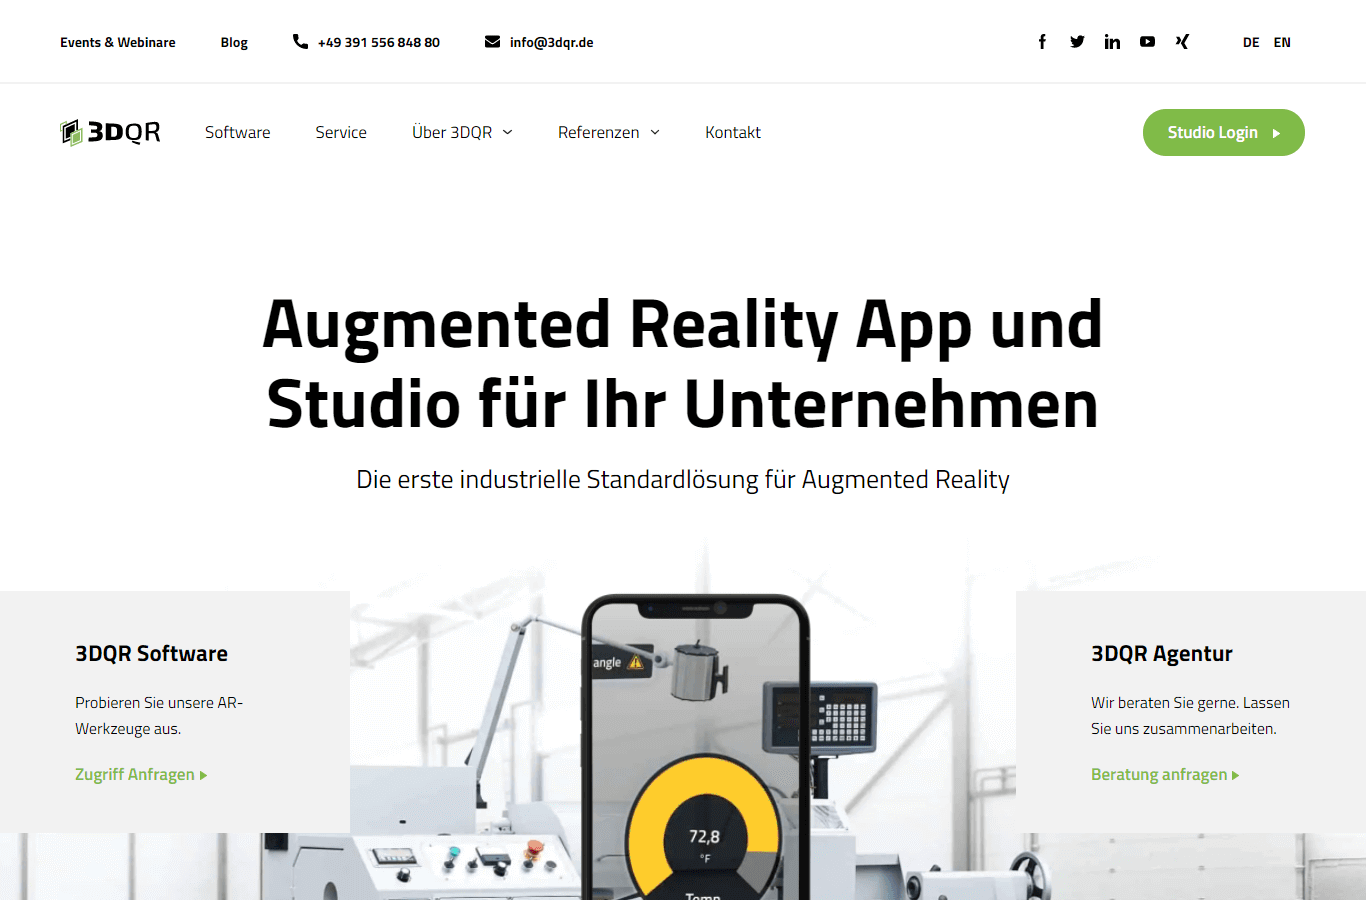 Events & Webinare
Blog
+49 391 556 848 80
info@3dqr.de
DE EN
3DQR
Software
Service
Über 3DQR
Referenzen
Kontakt
Studio Login
Augmented Reality App und
Studio für Ihr Unternehmen
Die erste industrielle Standardlösung für Augmented Reality
3DQR Software
Probieren Sie unsere AR-
Werkzeuge aus.
Zugriff Anfragen
angle
72,8
°F
Temp
3DQR Agentur
Wir beraten Sie gerne. Lassen
Sie uns zusammenarbeiten.
Beratung anfragen